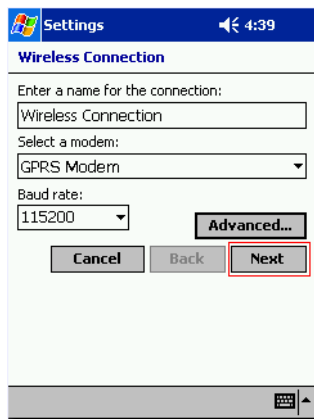 Settings 4:39
Wireless Connection
Enter a name for the connection:
Wireless Connection
Select a modem:
GPRS Modem
Baud rate:
115200
Advanced...
Cancel Back Next